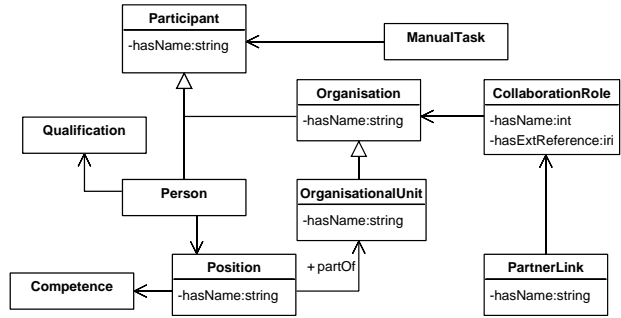 Participant
-hasName:string
ManualTask
Organisation
-hasName:string
CollaborationRole
-hasName:int
-hasExtReference:iri
Qualification
Person
OrganisationalUnit
-hasName:string
+ partOf
Position
-hasName:string
Competence
PartnerLink
-hasName:string